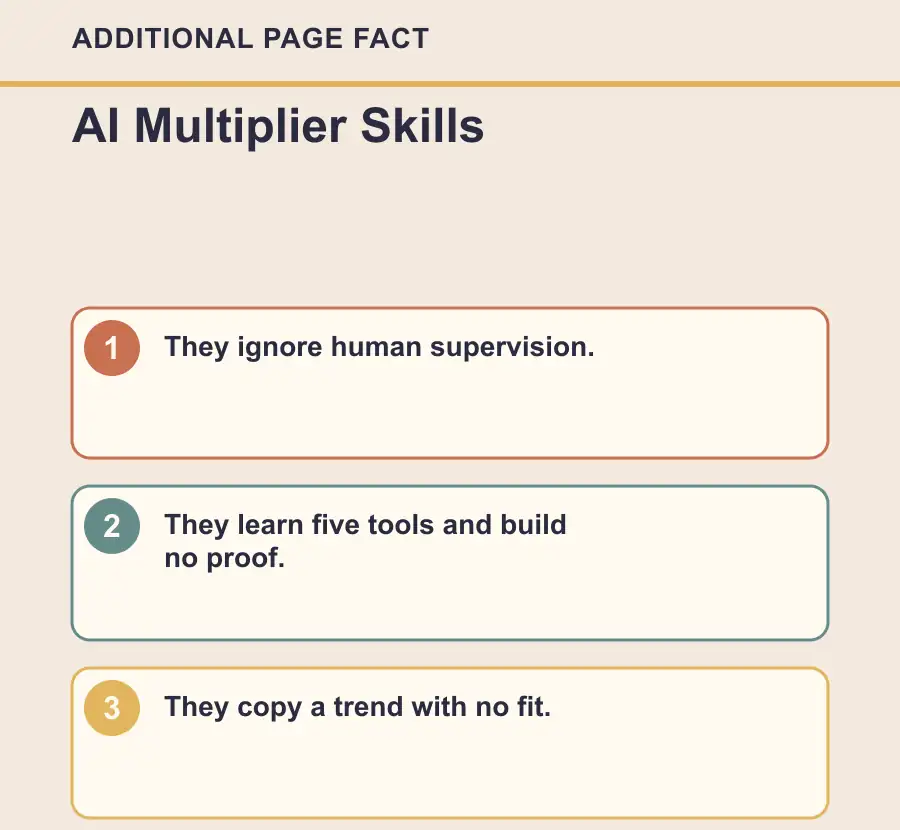 ADDITIONAL PAGE FACT
AI Multiplier Skills
1
They ignore human supervision.
2
They learn five tools and build
no proof.
3
They copy a trend with no fit.